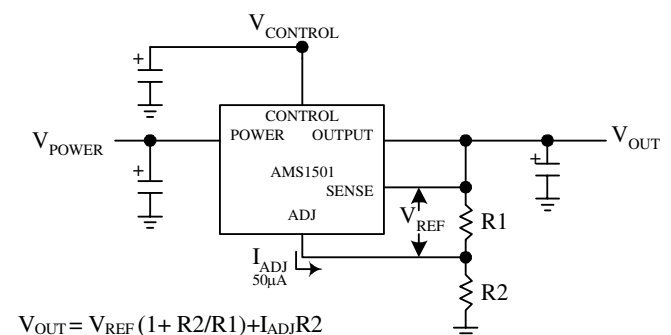 VCONTROL
+
CONTROL
VPOWER
POWER OUTPUT
VOUT
+
+
AMS1501
SENSE
ADJ
VREF
R1
IADJ
50µA
R2
VOUT = VREF (1+ R2/R1)+IADJR2